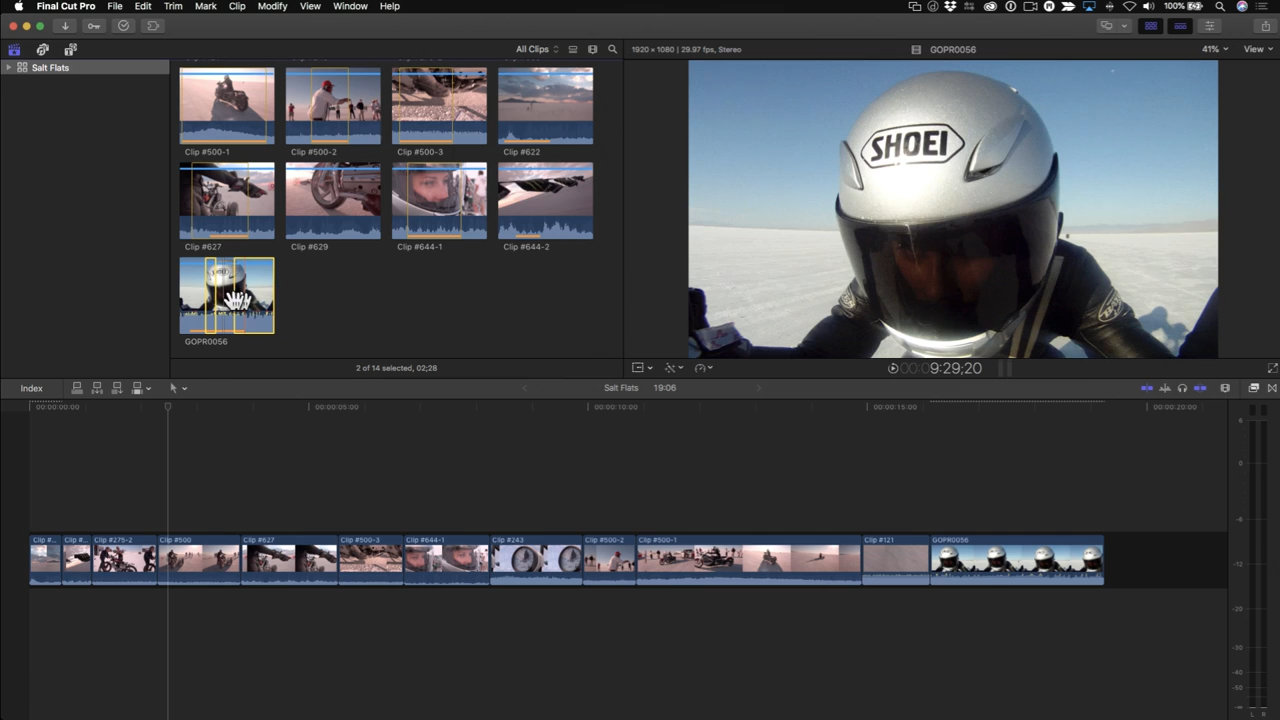 Final Cut Pro File Edit Trim Mark Clip Modify View Window Help 100%
All Clips 1920 × 1080 | 29.97 fps, Stereo GOPR0056 41% View
Salt Flats
SHOEI
Clip #500-1 Clip #500-2 Clip #500-3 Clip #622
Clip #627 Clip #629 Clip #644-1 Clip #644-2
GOPR0056
2 of 14 selected, 02:28 9:29;20
Index Salt Flats 19:06
00:00:00:00 00:00:05:00 00:00:10:00 00:00:15:00 00:00:20:00
6
0
-6
Clip #... Clip #... Clip #275-2 Clip #500 Clip #627 Clip #500-3 Clip #644-1 Clip #243 Clip #500-2 Clip #500-1 Clip #121 GOPR0056
-12
-20
-30
-40
-50
-∞
L R